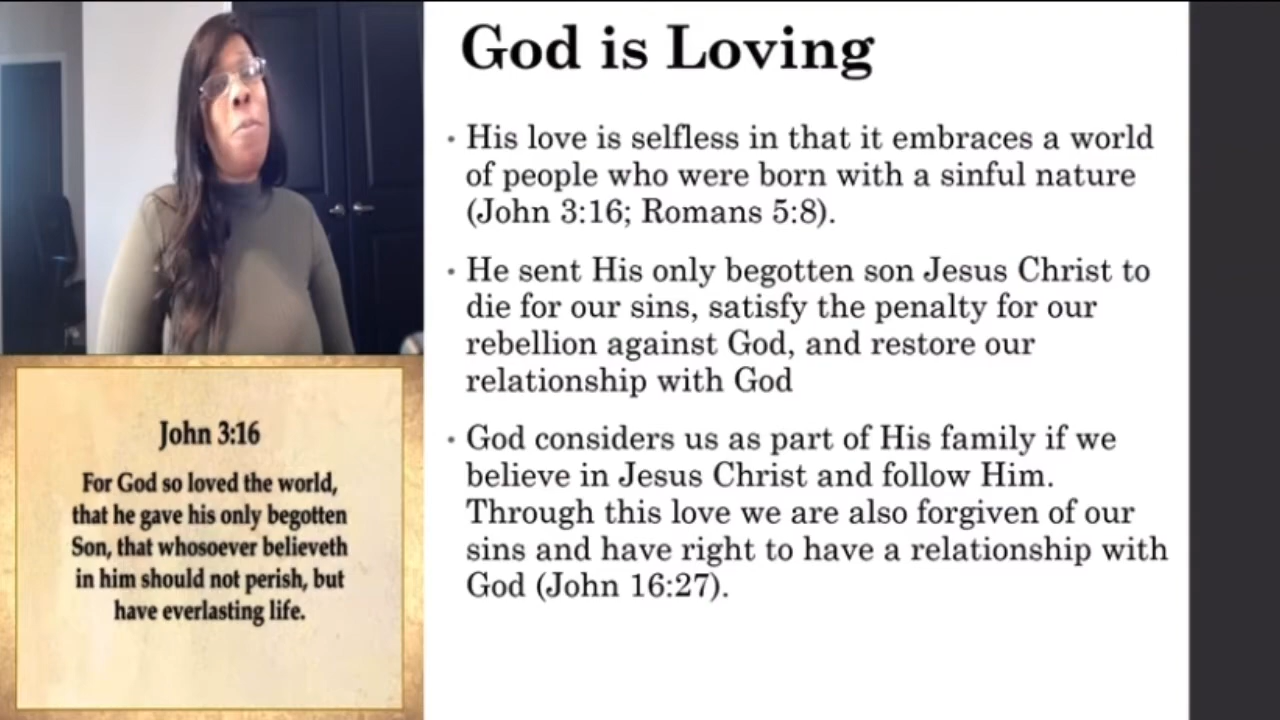 God is Loving
• His love is selfless in that it embraces a world
of people who were born with a sinful nature
(John 3:16; Romans 5:8).
• He sent His only begotten son Jesus Christ to
die for our sins, satisfy the penalty for our
rebellion against God, and restore our
relationship with God
• God considers us as part of His family if we
believe in Jesus Christ and follow Him.
Through this love we are also forgiven of our
sins and have right to have a relationship with
God (John 16:27).
John 3:16
For God so loved the world,
that he gave his only begotten
Son, that whosoever believeth
in him should not perish, but
have everlasting life.